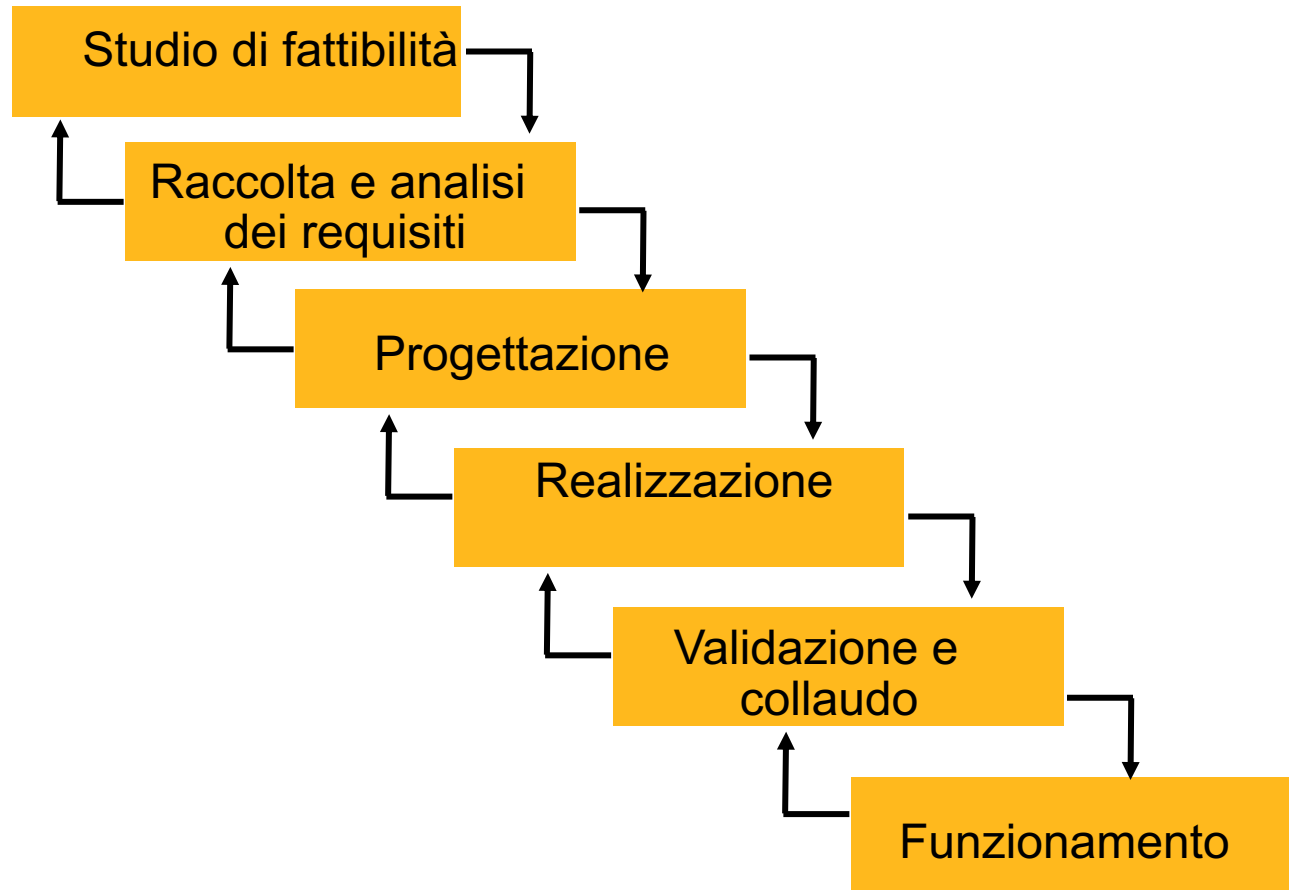 Studio di fattibilità
Raccolta e analisi
dei requisiti
Progettazione
Realizzazione
Validazione e
collaudo
Funzionamento